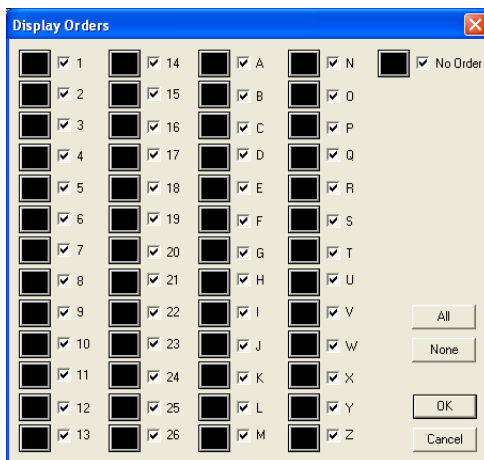 Display Orders
1 14 A N No Order
2 15 B O
3 16 C P
4 17 D Q
5 18 E R
6 19 F S
7 20 G T
8 21 H U
9 22 I V All
10 23 J W None
11 24 K X
12 25 L Y OK
13 26 M Z Cancel